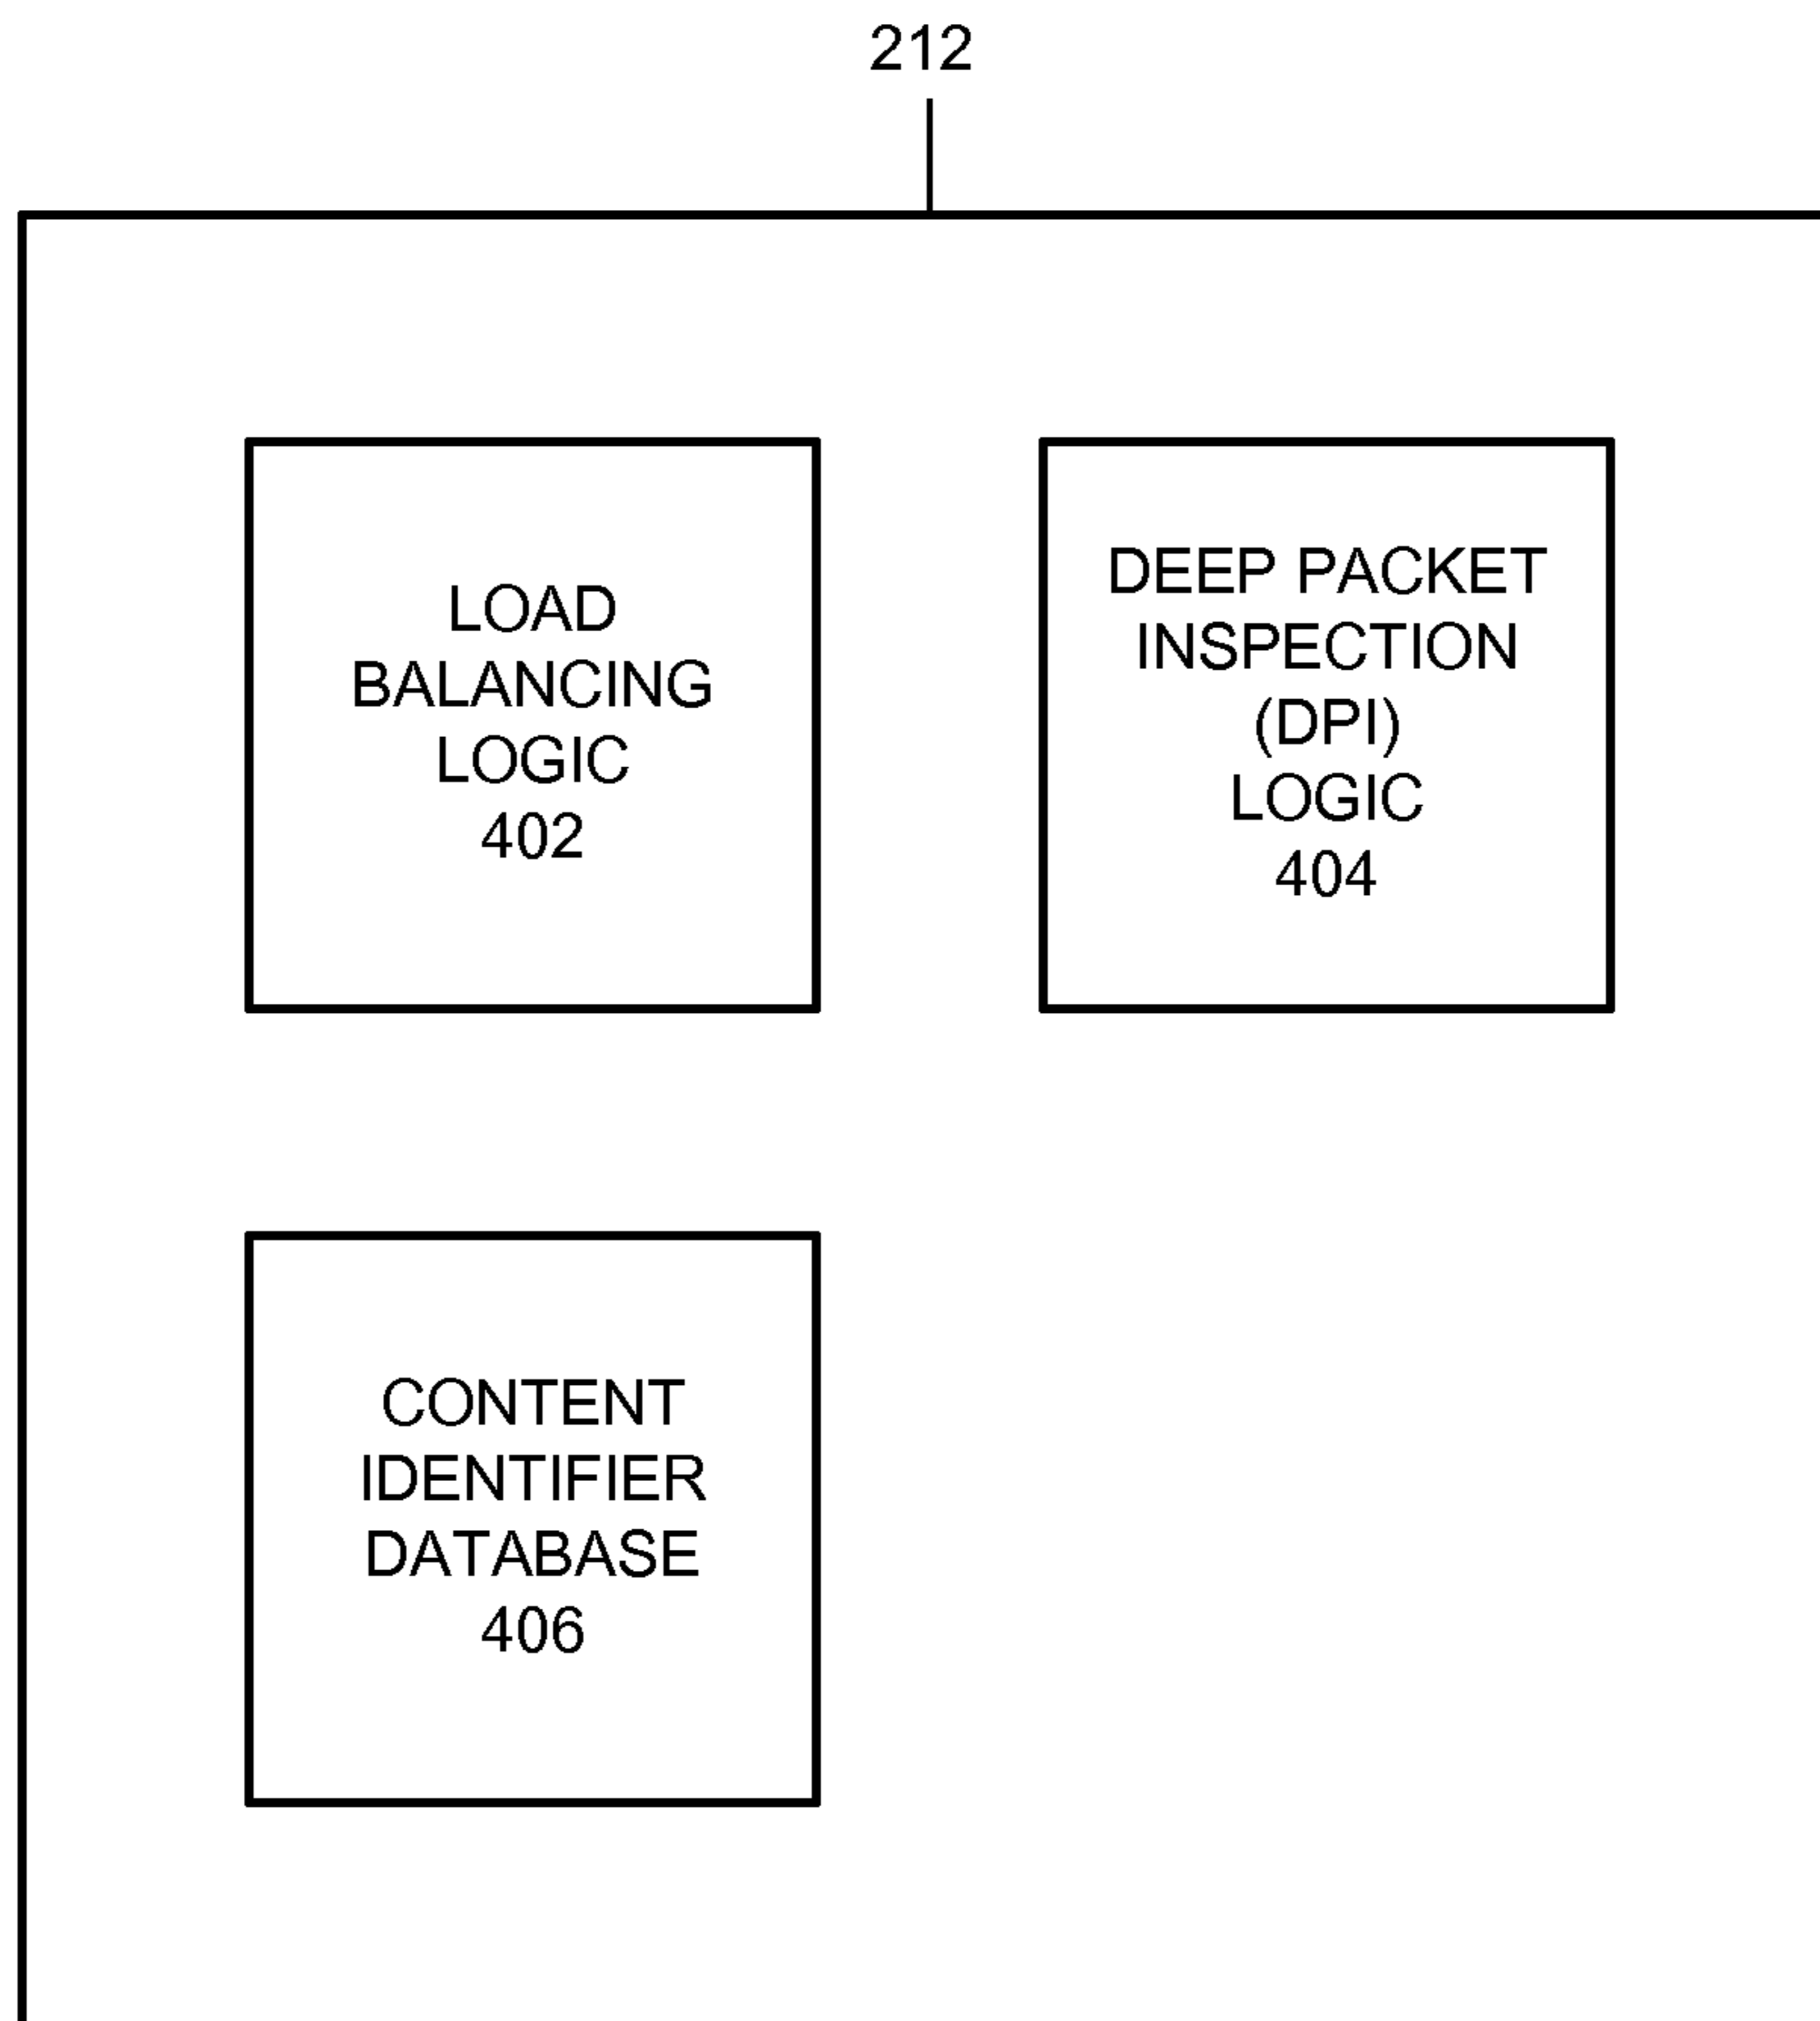 212
LOAD
BALANCING
LOGIC
402
DEEP PACKET
INSPECTION
(DPI)
LOGIC
404
CONTENT
IDENTIFIER
DATABASE
406